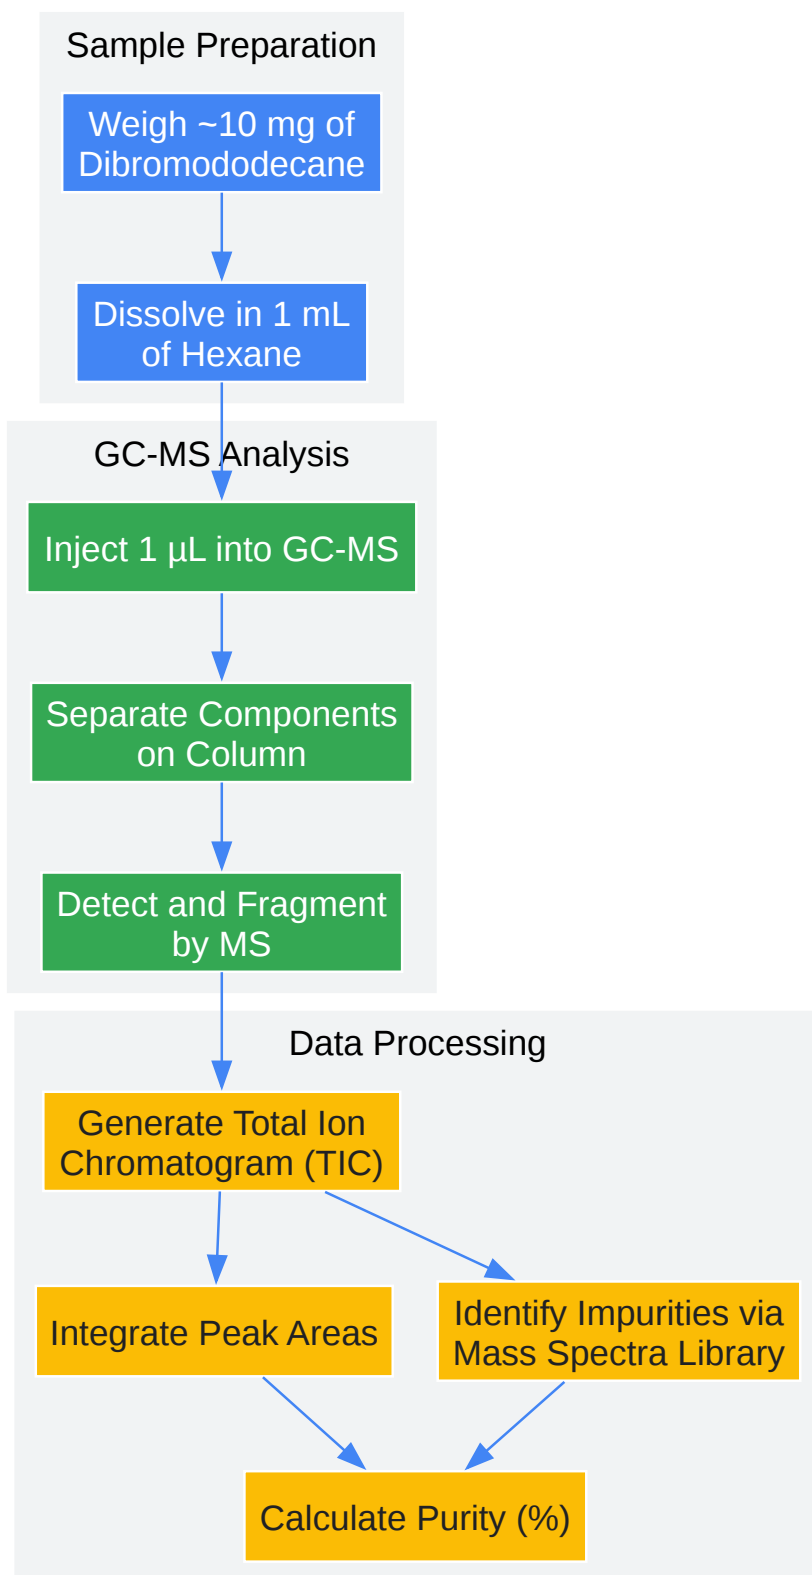 Sample Preparation
Weigh ~10 mg of
Dibromododecane
Dissolve in 1 mL
of Hexane
GC-MS Analysis
Inject 1 µL into GC-MS
Separate Components
on Column
Detect and Fragment
by MS
Data Processing
Generate Total Ion
Chromatogram (TIC)
Integrate Peak Areas
Identify Impurities via
Mass Spectra Library
Calculate Purity (%)